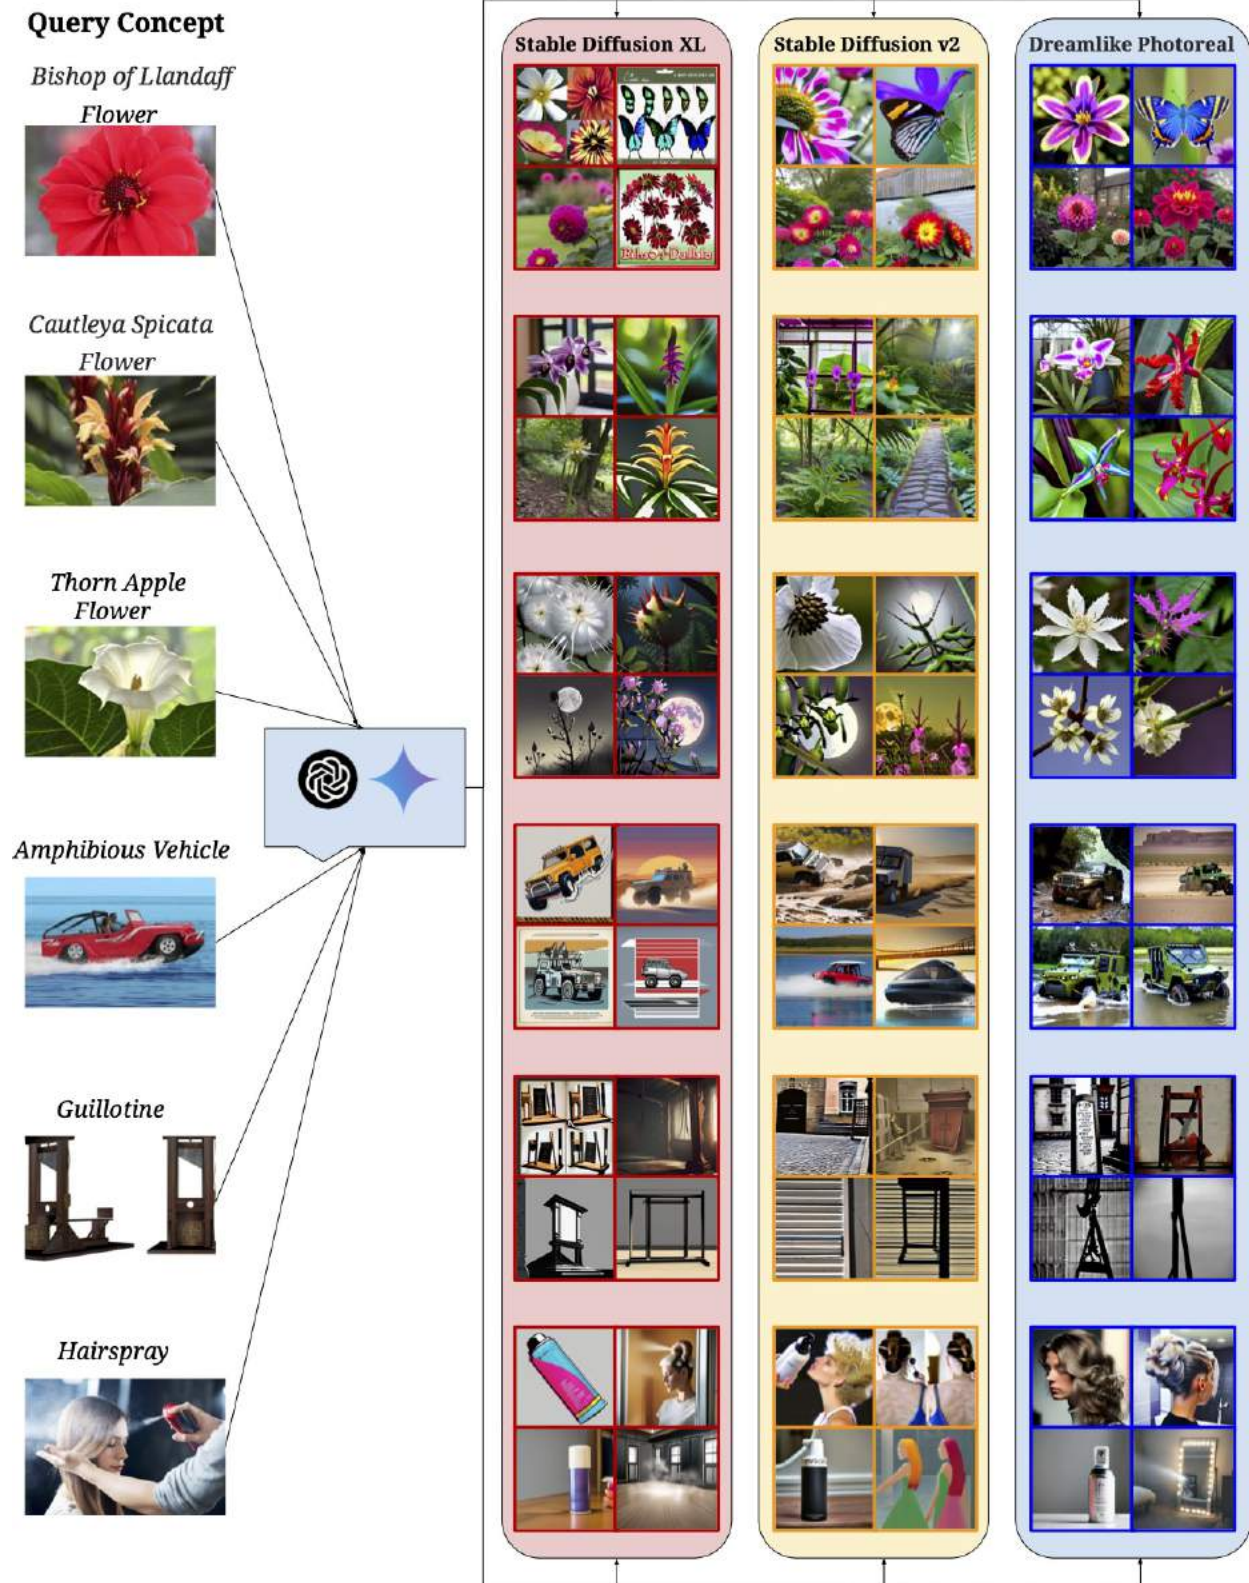 Query Concept
Bishop of Llandaff
Flower
Cautleya Spicata
Flower
Thorn Apple
Flower
Amphibious Vehicle
Guillotine
Hairspray
Stable Diffusion XL
Stable Diffusion v2
Dreamlike Photoreal